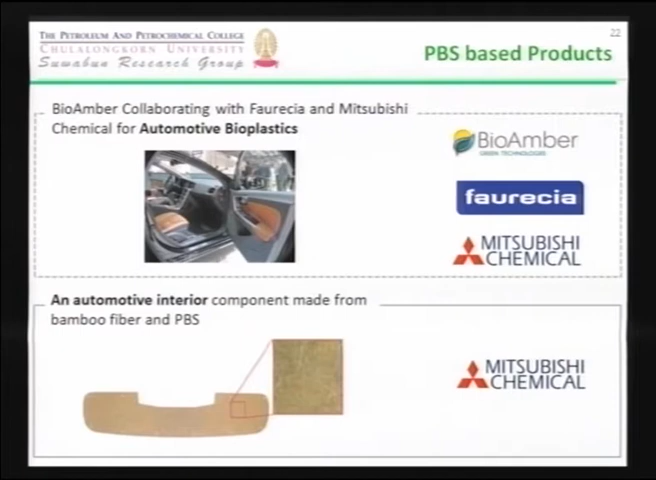 THE PETROLEUM AND PETROCHEMICAL COLLEGE
CHULALONGKORN UNIVERSITY
Suwabun Research Group
22
PBS based Products
BioAmber Collaborating with Faurecia and Mitsubishi
Chemical for Automotive Bioplastics
BioAmber
GREEN TECHNOLOGIES
faurecia
MITSUBISHI
CHEMICAL
An automotive interior component made from
bamboo fiber and PBS
MITSUBISHI
CHEMICAL